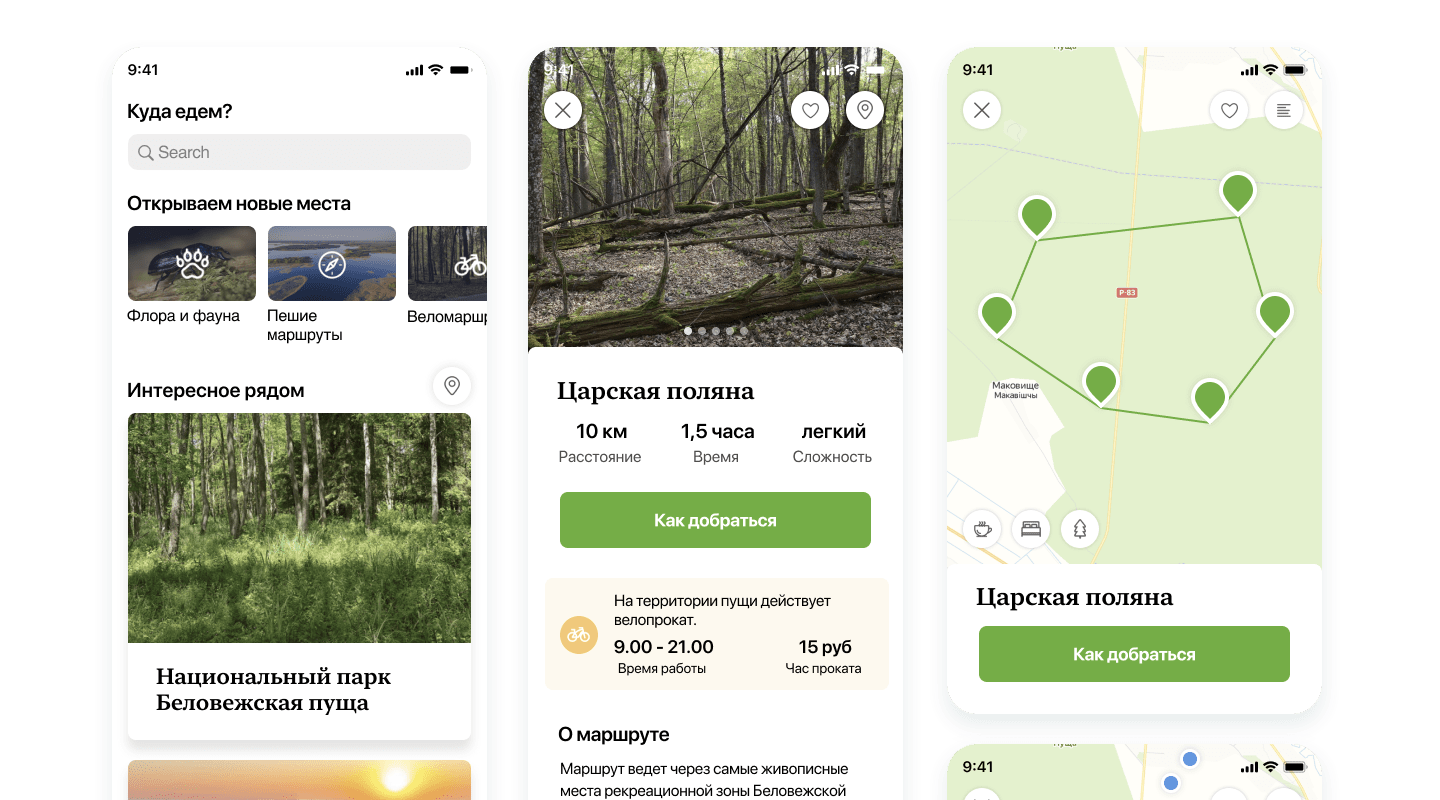 9:41
Куда едем?
Search
Открываем новые места
Флора и фауна
Пешие
маршруты
Веломаршр
Интересное рядом
Национальный парк
Беловежская пуща
9:41
Царская поляна
10 км
1,5 часа
легкий
Расстояние
Время
Сложность
Как добраться
На территории пущи действует
велопрокат.
9.00 - 21.00
15 руб
Время работы
Час проката
О маршруте
Маршрут ведет через самые живописные
места рекреационной зоны Беловежской
9:41
P-83
Маковище
Макавішчы
Царская поляна
Как добраться
9:41